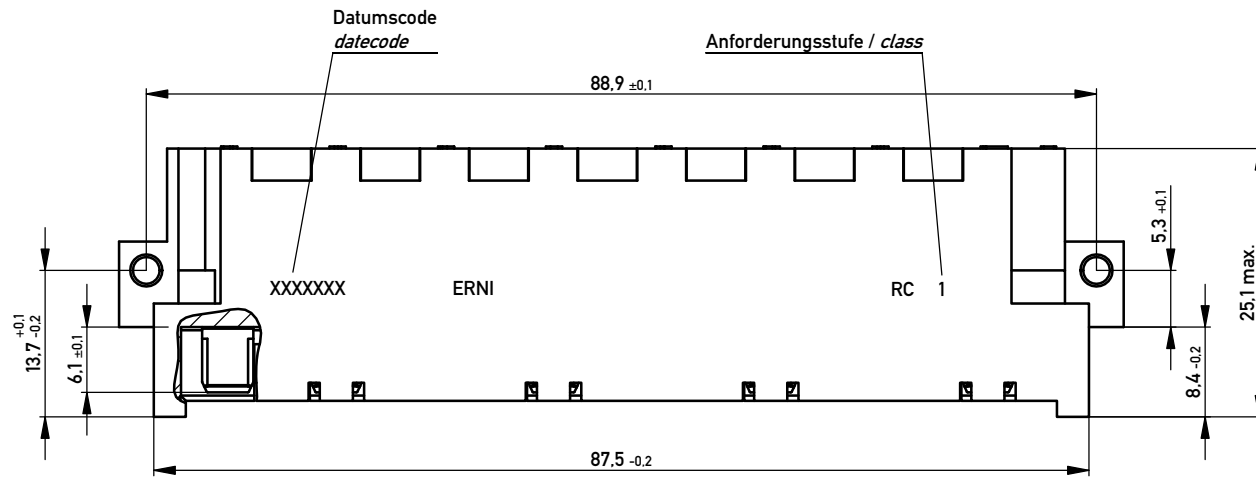 Datumscode
datecode
Anforderungsstufe / class
88,9 ±0,1
5,3 ±0,1
25,1 max.
XXXXXXX ERNI RC 1
13,7 +0,1 -0,2
6,1 ±0,1
8,4 -0,2
87,5 -0,2